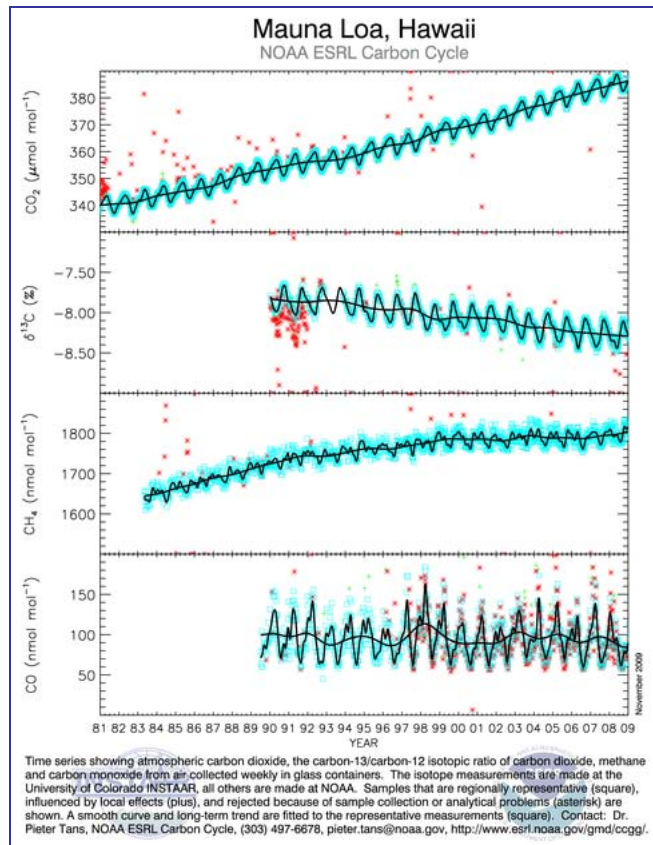 Mauna Loa, Hawaii
NOAA ESRL Carbon Cycle
CO₂ (μmol mol⁻¹)
380
370
360
350
340
δ¹³C (‰)
-7.50
-8.00
-8.50
CH₄ (nmol mol⁻¹)
1800
1700
1600
CO (nmol mol⁻¹)
150
100
50
81 82 83 84 85 86 87 88 89 90 91 92 93 94 95 96 97 98 99 00 01 02 03 04 05 06 07 08 09
YEAR
November 2009
Time series showing atmospheric carbon dioxide, the carbon-13/carbon-12 isotopic ratio of carbon dioxide, methane
and carbon monoxide from air collected weekly in glass containers. The isotope measurements are made at the
University of Colorado INSTAAR, all others are made at NOAA. Samples that are regionally representative (square),
influenced by local effects (plus), and rejected because of sample collection or analytical problems (asterisk) are
shown. A smooth curve and long-term trend are fitted to the representative measurements (square). Contact: Dr.
Pieter Tans, NOAA ESRL Carbon Cycle, (303) 497-6678, pieter.tans@noaa.gov, http://www.esrl.noaa.gov/gmd/ccgg/.